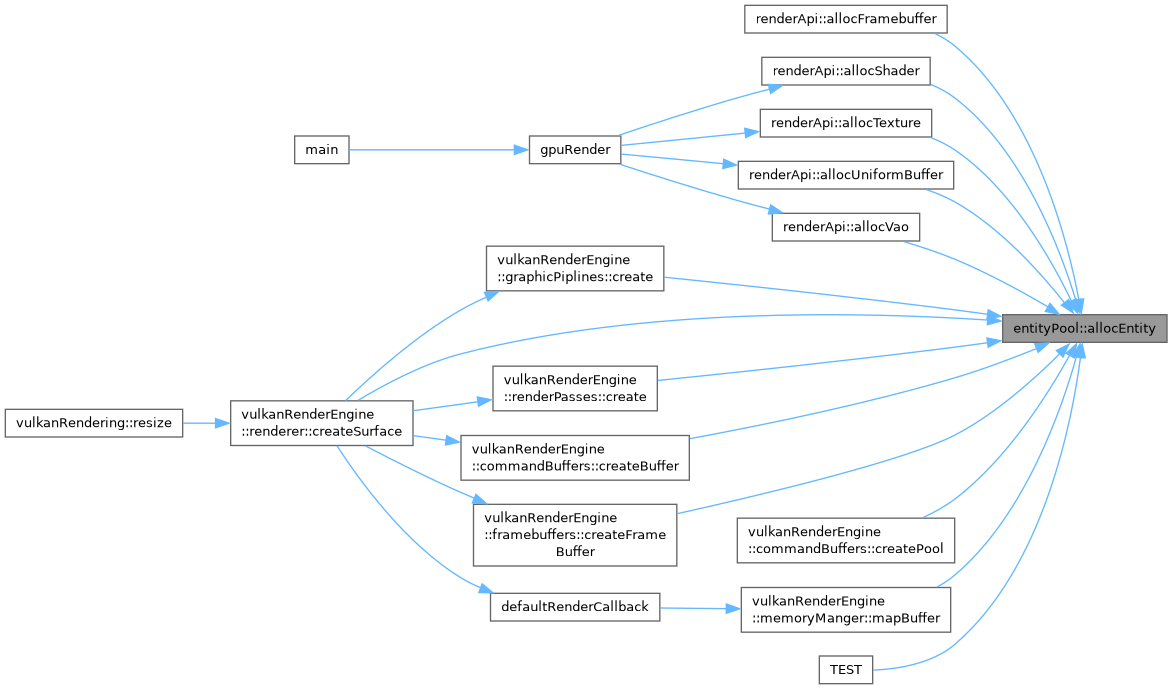 renderApi::allocFramebuffer
renderApi::allocShader
renderApi::allocTexture
main
gpuRender
renderApi::allocUniformBuffer
renderApi::allocVao
vulkanRenderEngine
::graphicPiplines::create
entityPool::allocEntity
vulkanRenderEngine
::renderPasses::create
vulkanRendering::resize
vulkanRenderEngine
::renderer::createSurface
vulkanRenderEngine
::commandBuffers::createBuffer
vulkanRenderEngine
::framebuffers::createFrame
Buffer
vulkanRenderEngine
::commandBuffers::createPool
defaultRenderCallback
vulkanRenderEngine
::memoryManger::mapBuffer
TEST